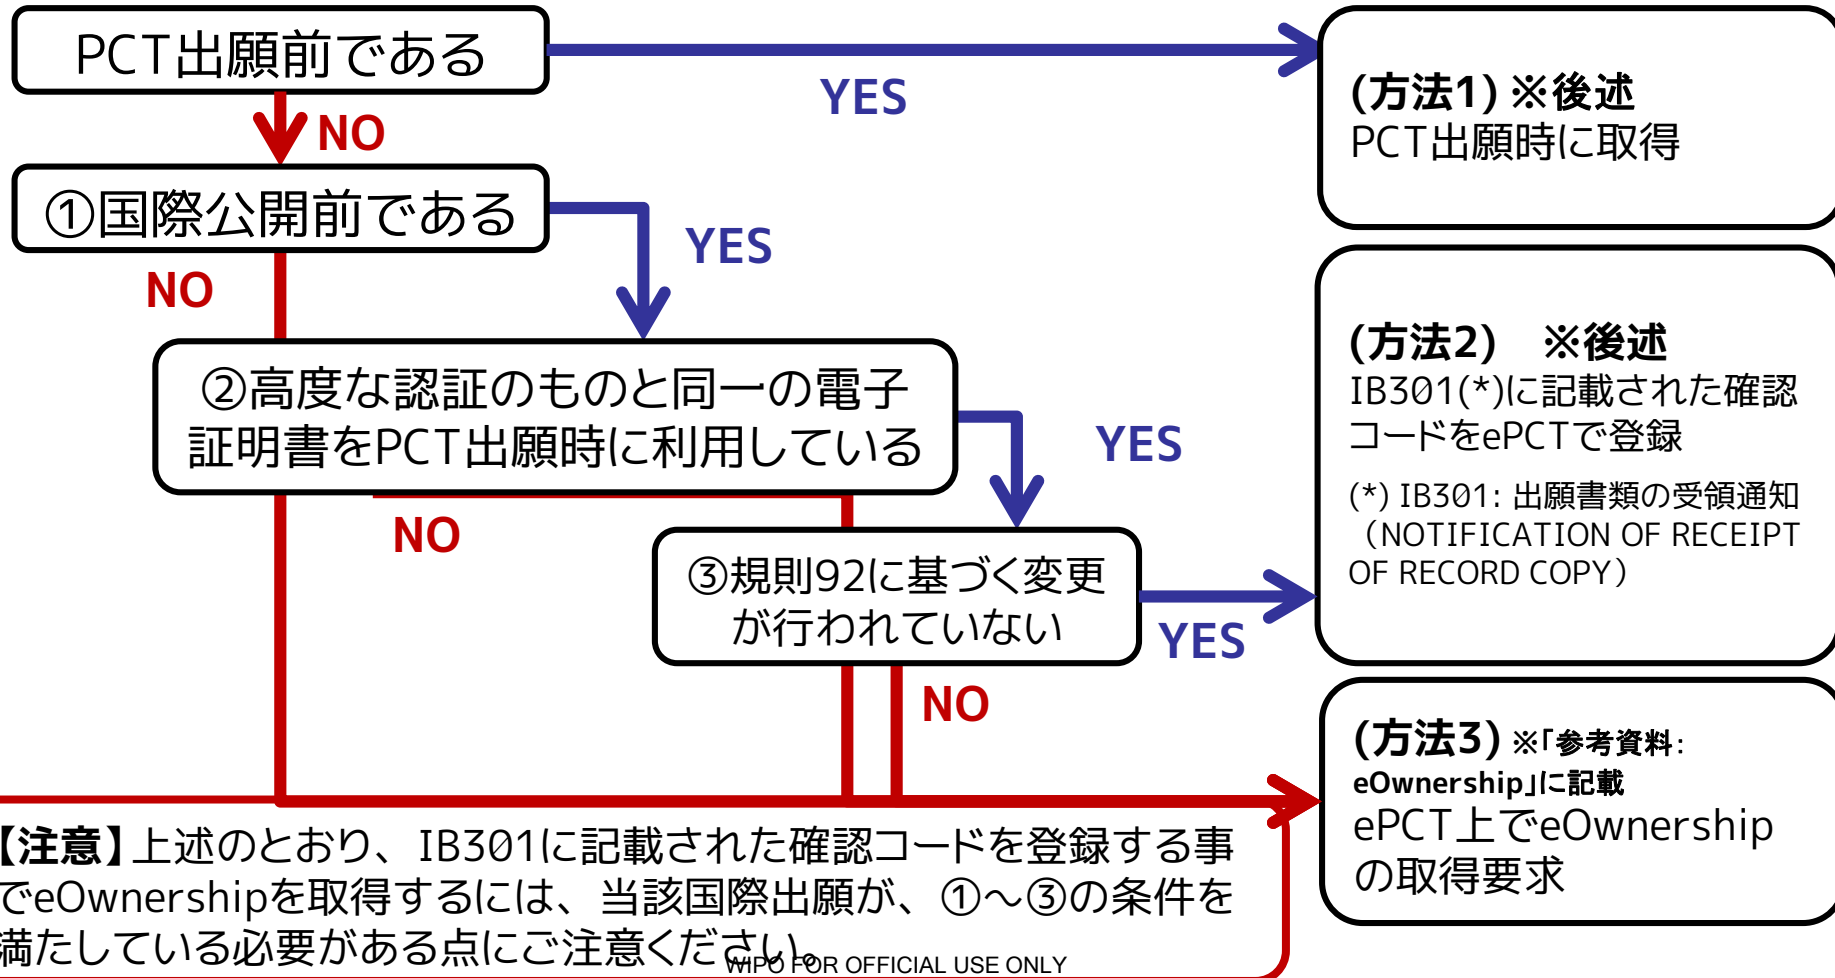 PCT出願前である
YES
(方法1) ※後述
PCT出願時に取得
NO
①国際公開前である
YES
NO
②高度な認証のものと同一の電子
証明書をPCT出願時に利用している
YES
(方法2) ※後述
IB301(*)に記載された確認
コードをePCTで登録
(*) IB301: 出願書類の受領通知
（NOTIFICATION OF RECEIPT
OF RECORD COPY）
NO
③規則92に基づく変更
が行われていない
YES
NO
(方法3) ※「参考資料:
eOwnership」に記載
ePCT上でeOwnership
の取得要求
【注意】上述のとおり、IB301に記載された確認コードを登録する事
でeOwnershipを取得するには、当該国際出願が、①～③の条件を
満たしている必要がある点にご注意ください。
WIPO FOR OFFICIAL USE ONLY